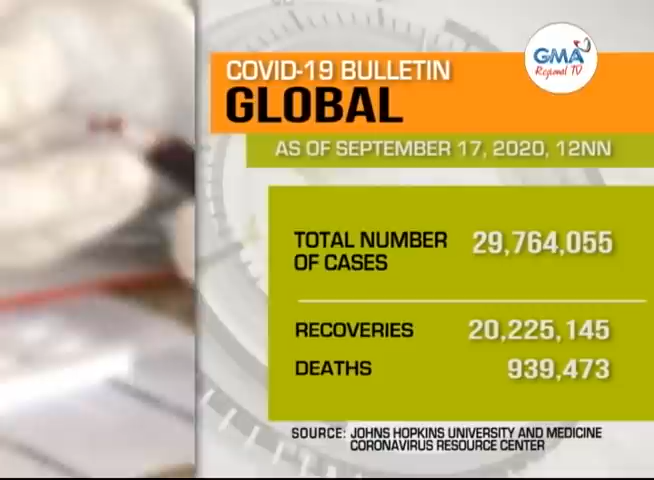 GMA
Regional TV
COVID-19 BULLETIN
GLOBAL
AS OF SEPTEMBER 17, 2020, 12NN
TOTAL NUMBER 29,764,055
OF CASES
RECOVERIES 20,225,145
DEATHS 939,473
SOURCE: JOHNS HOPKINS UNIVERSITY AND MEDICINE
CORONAVIRUS RESOURCE CENTER